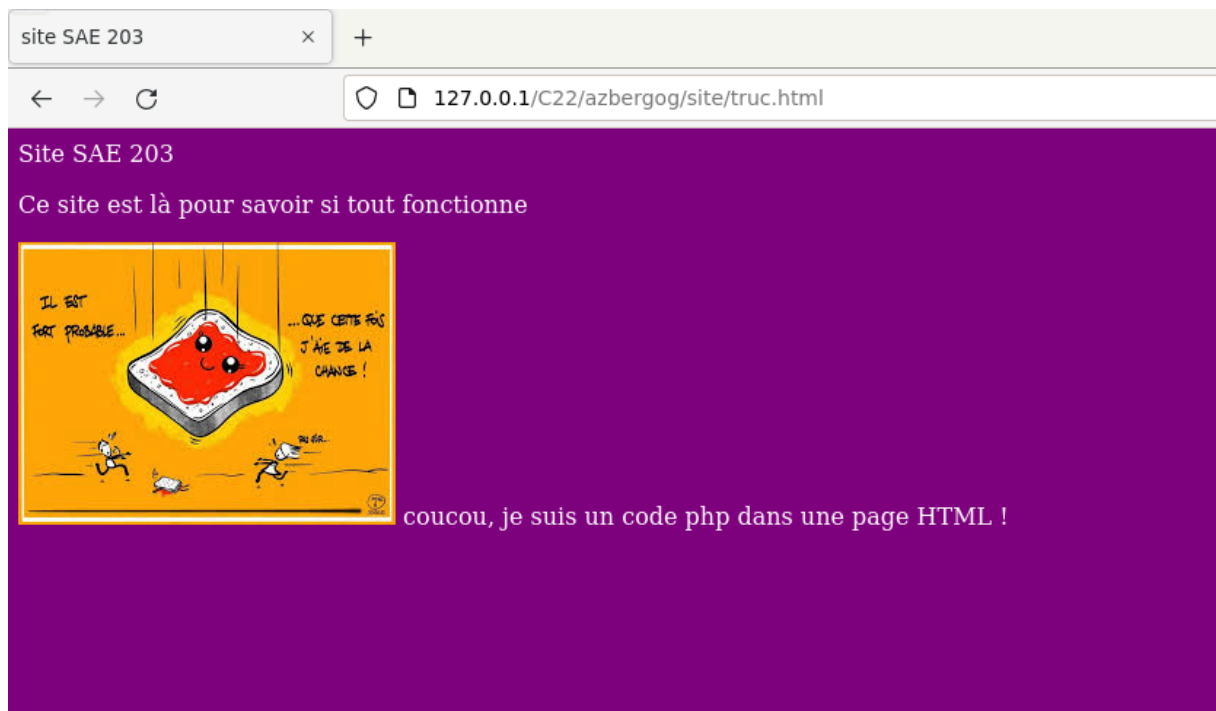 site SAE 203
127.0.0.1/C22/azbergog/site/truc.html
Site SAE 203
Ce site est là pour savoir si tout fonctionne
IL EST
FORT PROBABLE...
...QUE CETTE FOIS
J'AIE DE LA
CHANCE !
coucou, je suis un code php dans une page HTML !